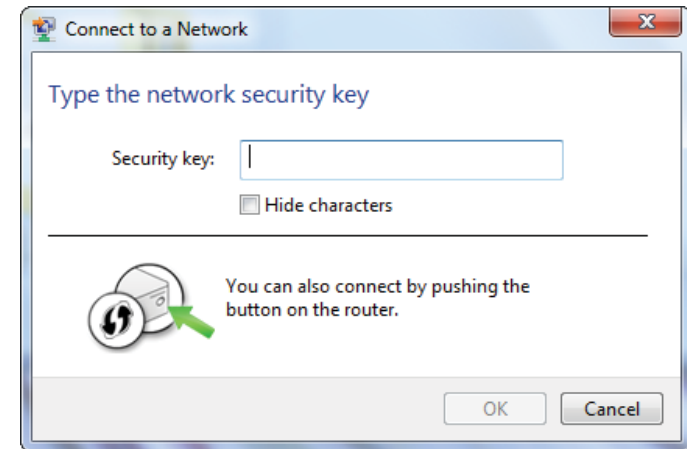 Connect to a Network
Type the network security key
Security key:
Hide characters
You can also connect by pushing the
button on the router.
OK Cancel